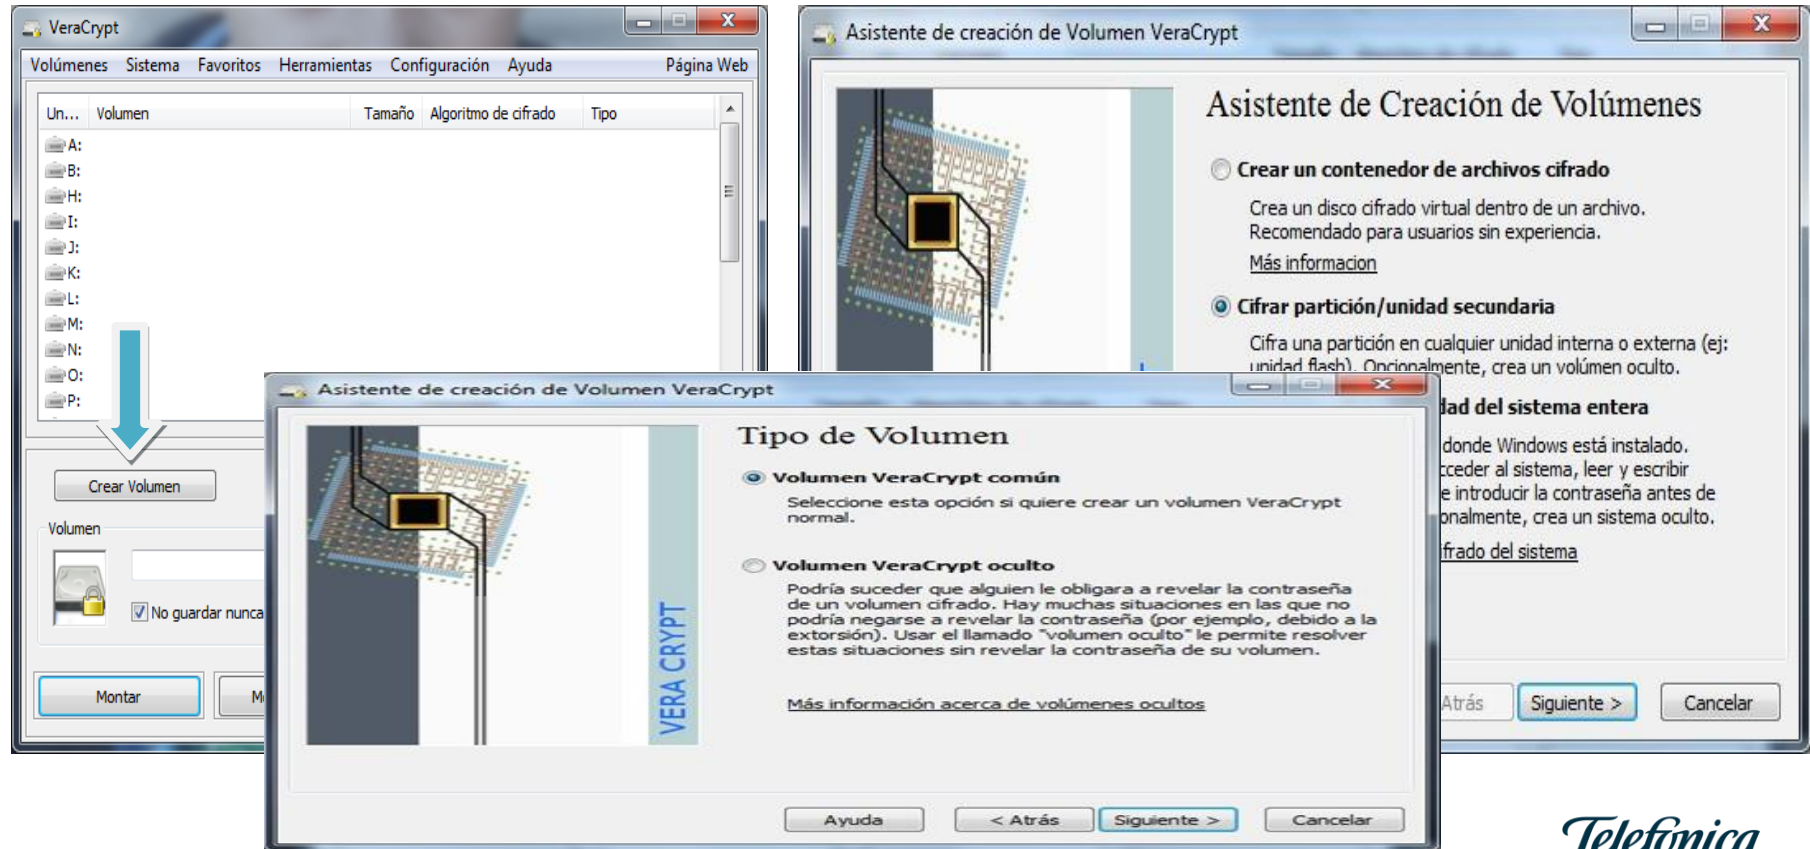 VeraCrypt
Volúmenes Sistema Favoritos Herramientas Configuración Ayuda Página Web
Un... Volumen Tamaño Algoritmo de cifrado Tipo
A:
B:
H:
I:
J:
K:
L:
M:
N:
O:
P:
Crear Volumen
Volumen
No guardar nunca
Montar
Asistente de creación de Volumen VeraCrypt
Asistente de Creación de Volúmenes
Crear un contenedor de archivos cifrado
Crea un disco cifrado virtual dentro de un archivo.
Recomendado para usuarios sin experiencia.
Más informacion
Cifrar partición/unidad secundaria
Cifra una partición en cualquier unidad interna o externa (ej:
unidad flash). Opcionalmente, crea un volúmen oculto.
dad del sistema entera
donde Windows está instalado.
cceder al sistema, leer y escribir
e introducir la contraseña antes de
onalmente, crea un sistema oculto.
ifrado del sistema
Atrás Siguiente > Cancelar
Asistente de creación de Volumen VeraCrypt
VERA CRYPT
Tipo de Volumen
Volumen VeraCrypt común
Seleccione esta opción si quiere crear un volumen VeraCrypt
normal.
Volumen VeraCrypt oculto
Podría suceder que alguien le obligara a revelar la contraseña
de un volumen cifrado. Hay muchas situaciones en las que no
podría negarse a revelar la contraseña (por ejemplo, debido a la
extorsión). Usar el llamado "volumen oculto" le permite resolver
estas situaciones sin revelar la contraseña de su volumen.
Más información acerca de volúmenes ocultos
Ayuda < Atrás Siguiente > Cancelar
Telefónica